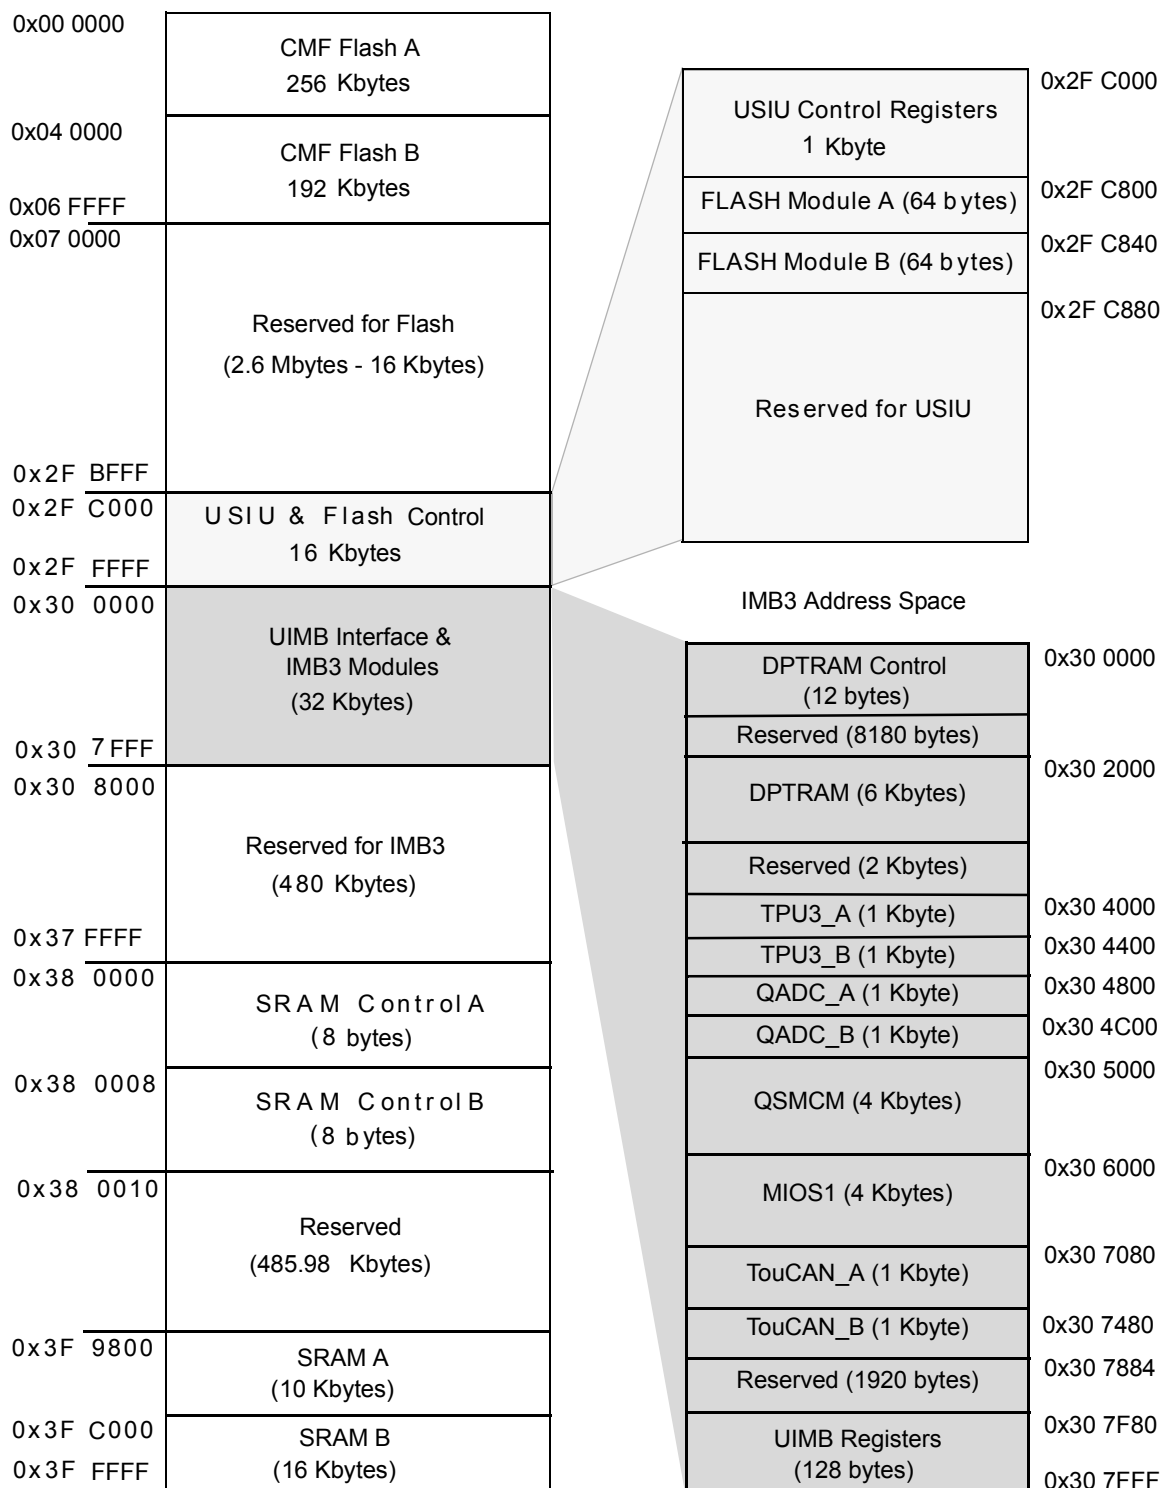 0x00 0000
CMF Flash A
256 Kbytes
0x04 0000
CMF Flash B
192 Kbytes
0x06 FFFF
0x07 0000
Reserved for Flash
(2.6 Mbytes - 16 Kbytes)
0x2F BFFF
0x2F C000
USIU & Flash Control
16 Kbytes
0x2F FFFF
0x30 0000
UIMB Interface &
IMB3 Modules
(32 Kbytes)
0x30 7FFF
0x30 8000
Reserved for IMB3
(480 Kbytes)
0x37 FFFF
0x38 0000
SRAM Control A
(8 bytes)
0x38 0008
SRAM Control B
(8 bytes)
0x38 0010
Reserved
(485.98 Kbytes)
0x3F 9800
SRAM A
(10 Kbytes)
0x3F C000
SRAM B
(16 Kbytes)
0x3F FFFF
0x2F C000
USIU Control Registers
1 Kbyte
FLASH Module A (64 bytes)
0x2F C800
FLASH Module B (64 bytes)
0x2F C840
0x2F C880
Reserved for USIU
IMB3 Address Space
DPTRAM Control
(12 bytes)
0x30 0000
Reserved (8180 bytes)
DPTRAM (6 Kbytes)
0x30 2000
Reserved (2 Kbytes)
TPU3_A (1 Kbyte)
0x30 4000
TPU3_B (1 Kbyte)
0x30 4400
QADC_A (1 Kbyte)
0x30 4800
QADC_B (1 Kbyte)
0x30 4C00
QSMCM (4 Kbytes)
0x30 5000
MIOS1 (4 Kbytes)
0x30 6000
TouCAN_A (1 Kbyte)
0x30 7080
TouCAN_B (1 Kbyte)
0x30 7480
Reserved (1920 bytes)
0x30 7884
UIMB Registers
(128 bytes)
0x30 7F80
0x30 7FFF